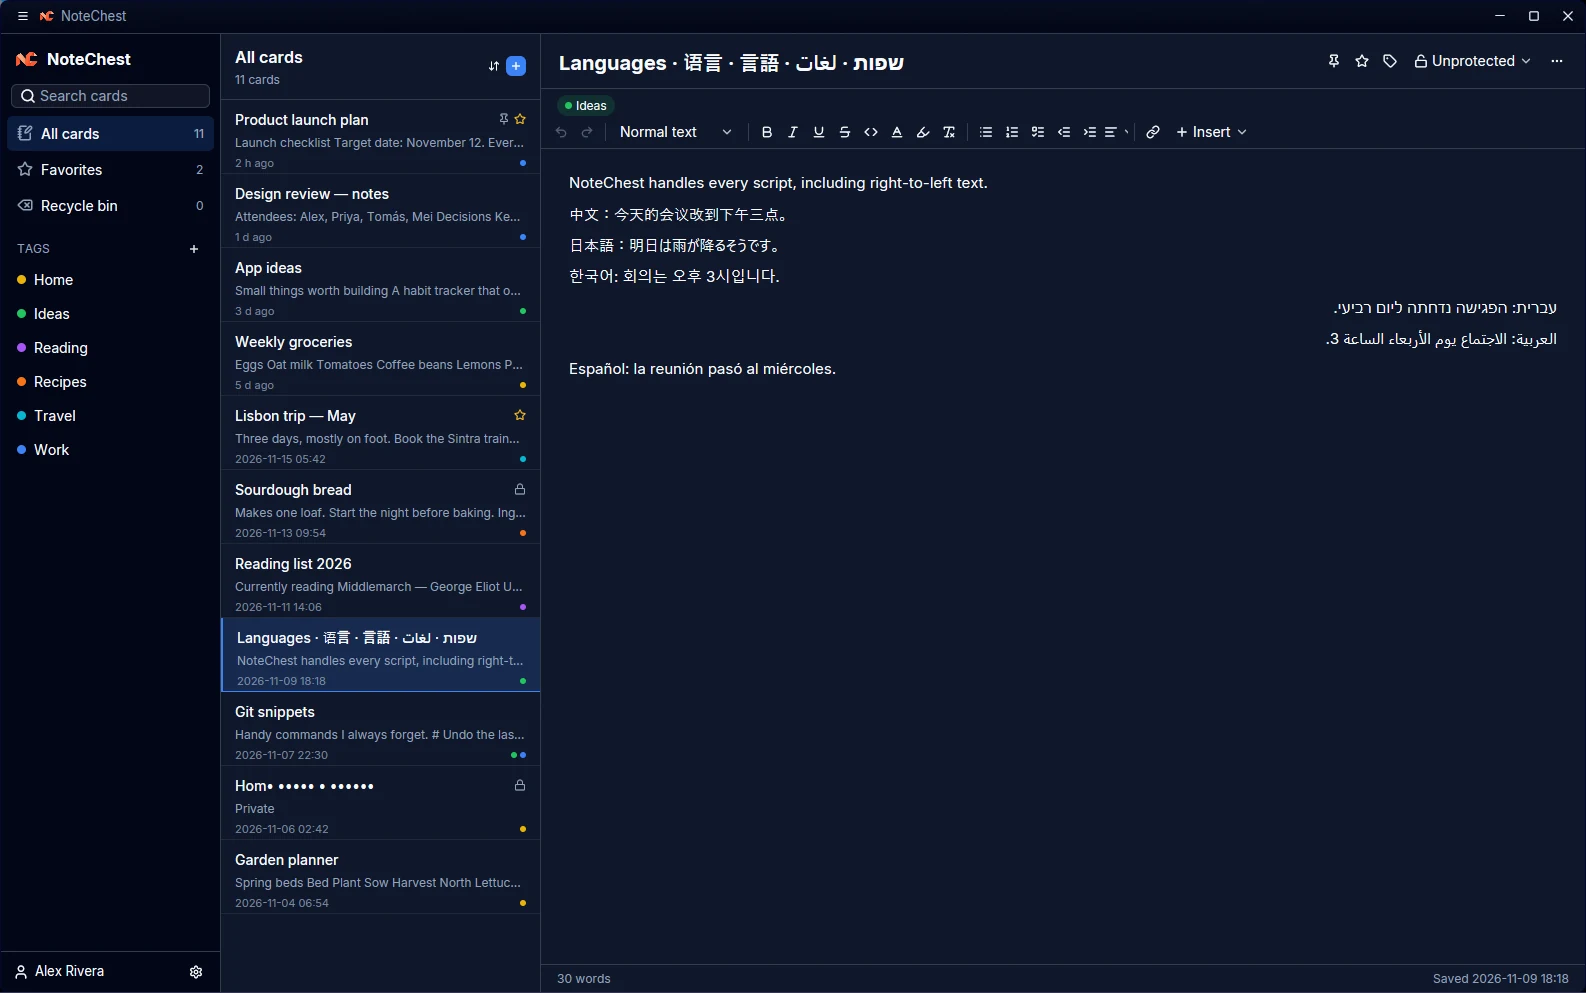 NoteChest
NoteChest
Search cards
All cards 11
Favorites 2
Recycle bin 0
TAGS
Home
Ideas
Reading
Recipes
Travel
Work
Alex Rivera
All cards
11 cards
Product launch plan
Launch checklist Target date: November 12. Ever...
2 h ago
Design review — notes
Attendees: Alex, Priya, Tomás, Mei Decisions Ke...
1 d ago
App ideas
Small things worth building A habit tracker that o...
3 d ago
Weekly groceries
Eggs Oat milk Tomatoes Coffee beans Lemons P...
5 d ago
Lisbon trip — May
Three days, mostly on foot. Book the Sintra train...
2026-11-15 05:42
Sourdough bread
Makes one loaf. Start the night before baking. Ing...
2026-11-13 09:54
Reading list 2026
Currently reading Middlemarch — George Eliot U...
2026-11-11 14:06
Languages · 语言 · 言語 · لغات · שפות
NoteChest handles every script, including right-t...
2026-11-09 18:18
Git snippets
Handy commands I always forget. # Undo the las...
2026-11-07 22:30
Hom• ••••• • ••••••
Private
2026-11-06 02:42
Garden planner
Spring beds Bed Plant Sow Harvest North Lettuc...
2026-11-04 06:54
Languages · 语言 · 言語 · لغات · שפות
Unprotected
Ideas
Normal text
Insert
NoteChest handles every script, including right-to-left text.
中文：今天的会议改到下午三点。
日本語：明日は雨が降るそうです。
한국어: 회의는 오후 3시입니다.
עברית: הפגישה נדחתה ליום רביעי.
العربية: الاجتماع يوم الأربعاء الساعة 3.
Español: la reunión pasó al miércoles.
30 words
Saved 2026-11-09 18:18